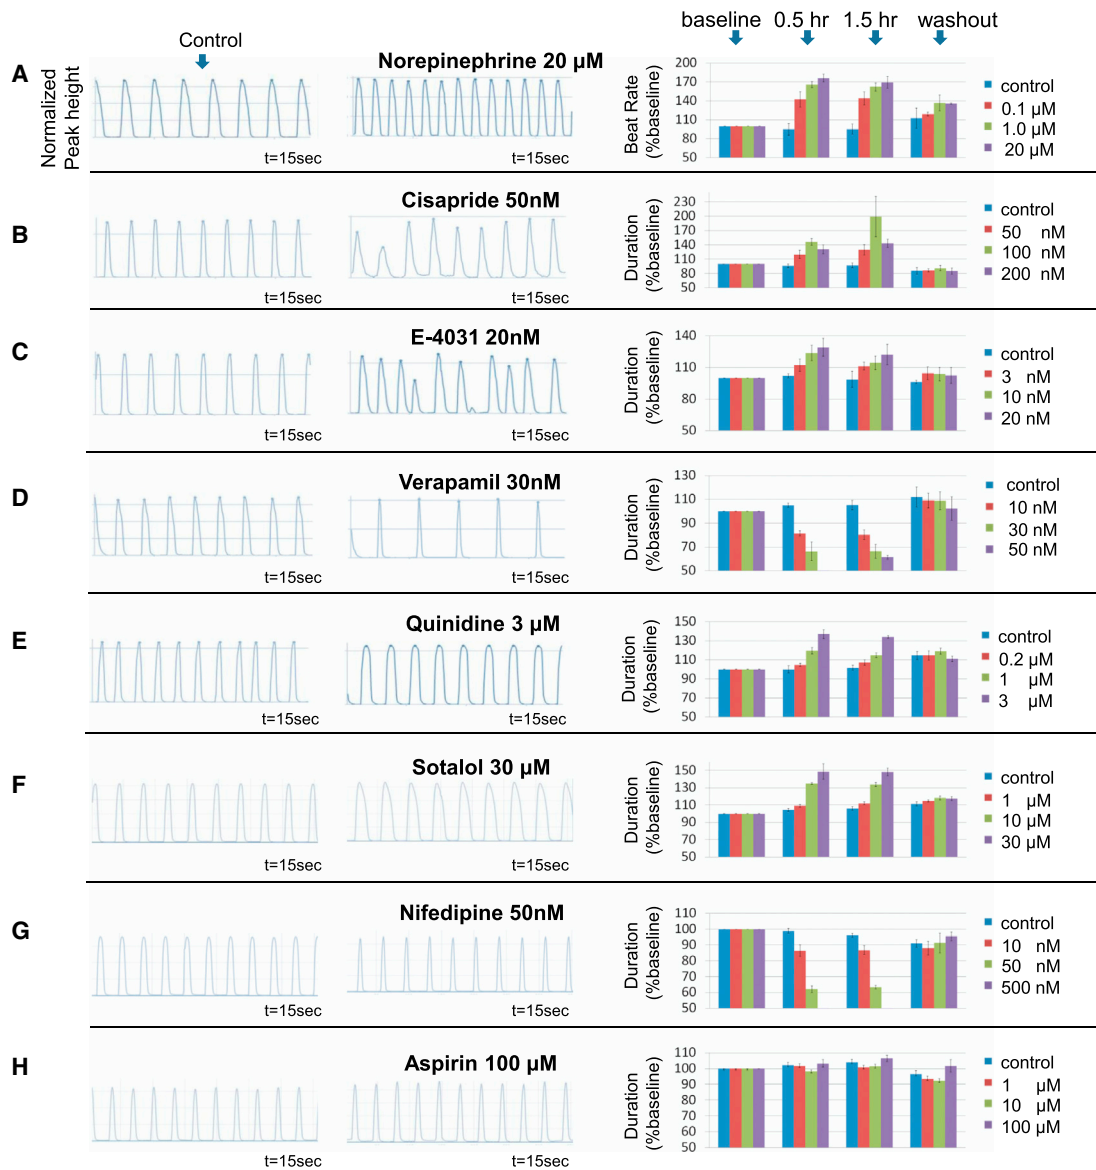 baseline 0.5 hr 1.5 hr washout
Control
A
Normalized
Peak height
Norepinephrine 20 µM
t=15sec
t=15sec
Beat Rate
(%baseline)
200
170
140
110
80
50
control
0.1 µM
1.0 µM
20 µM
B
Cisapride 50nM
t=15sec
t=15sec
Duration
(%baseline)
230
200
170
140
110
80
50
control
50 nM
100 nM
200 nM
C
E-4031 20nM
t=15sec
t=15sec
Duration
(%baseline)
140
110
80
50
control
3 nM
10 nM
20 nM
D
Verapamil 30nM
t=15sec
t=15sec
Duration
(%baseline)
130
110
90
70
50
control
10 nM
30 nM
50 nM
E
Quinidine 3 µM
t=15sec
t=15sec
Duration
(%baseline)
150
130
110
90
70
50
control
0.2 µM
1 µM
3 µM
F
Sotalol 30 µM
t=15sec
t=15sec
Duration
(%baseline)
150
130
110
90
70
50
control
1 µM
10 µM
30 µM
G
Nifedipine 50nM
t=15sec
t=15sec
Duration
(%baseline)
110
100
90
80
70
60
50
control
10 nM
50 nM
500 nM
H
Aspirin 100 µM
t=15sec
t=15sec
Duration
(%baseline)
110
100
90
80
70
60
50
control
1 µM
10 µM
100 µM